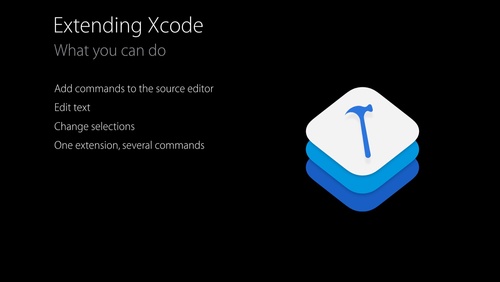 Extending Xcode
What you can do
Add commands to the source editor
Edit text
Change selections
One extension, several commands